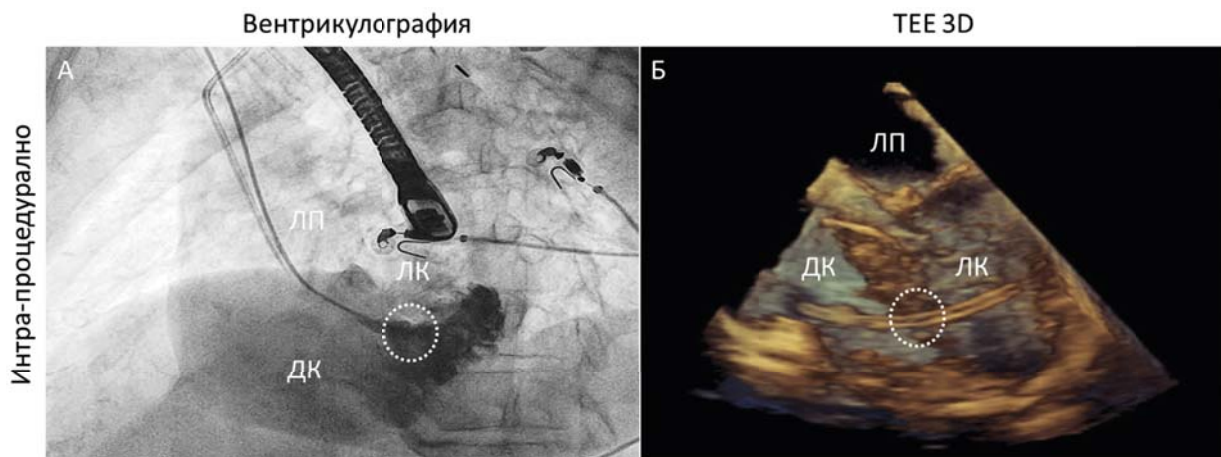 Вентрикулография
TEE 3D
Интра-процедурално
А
ЛП
ЛК
ДК
Б
ЛП
ДК
ЛК